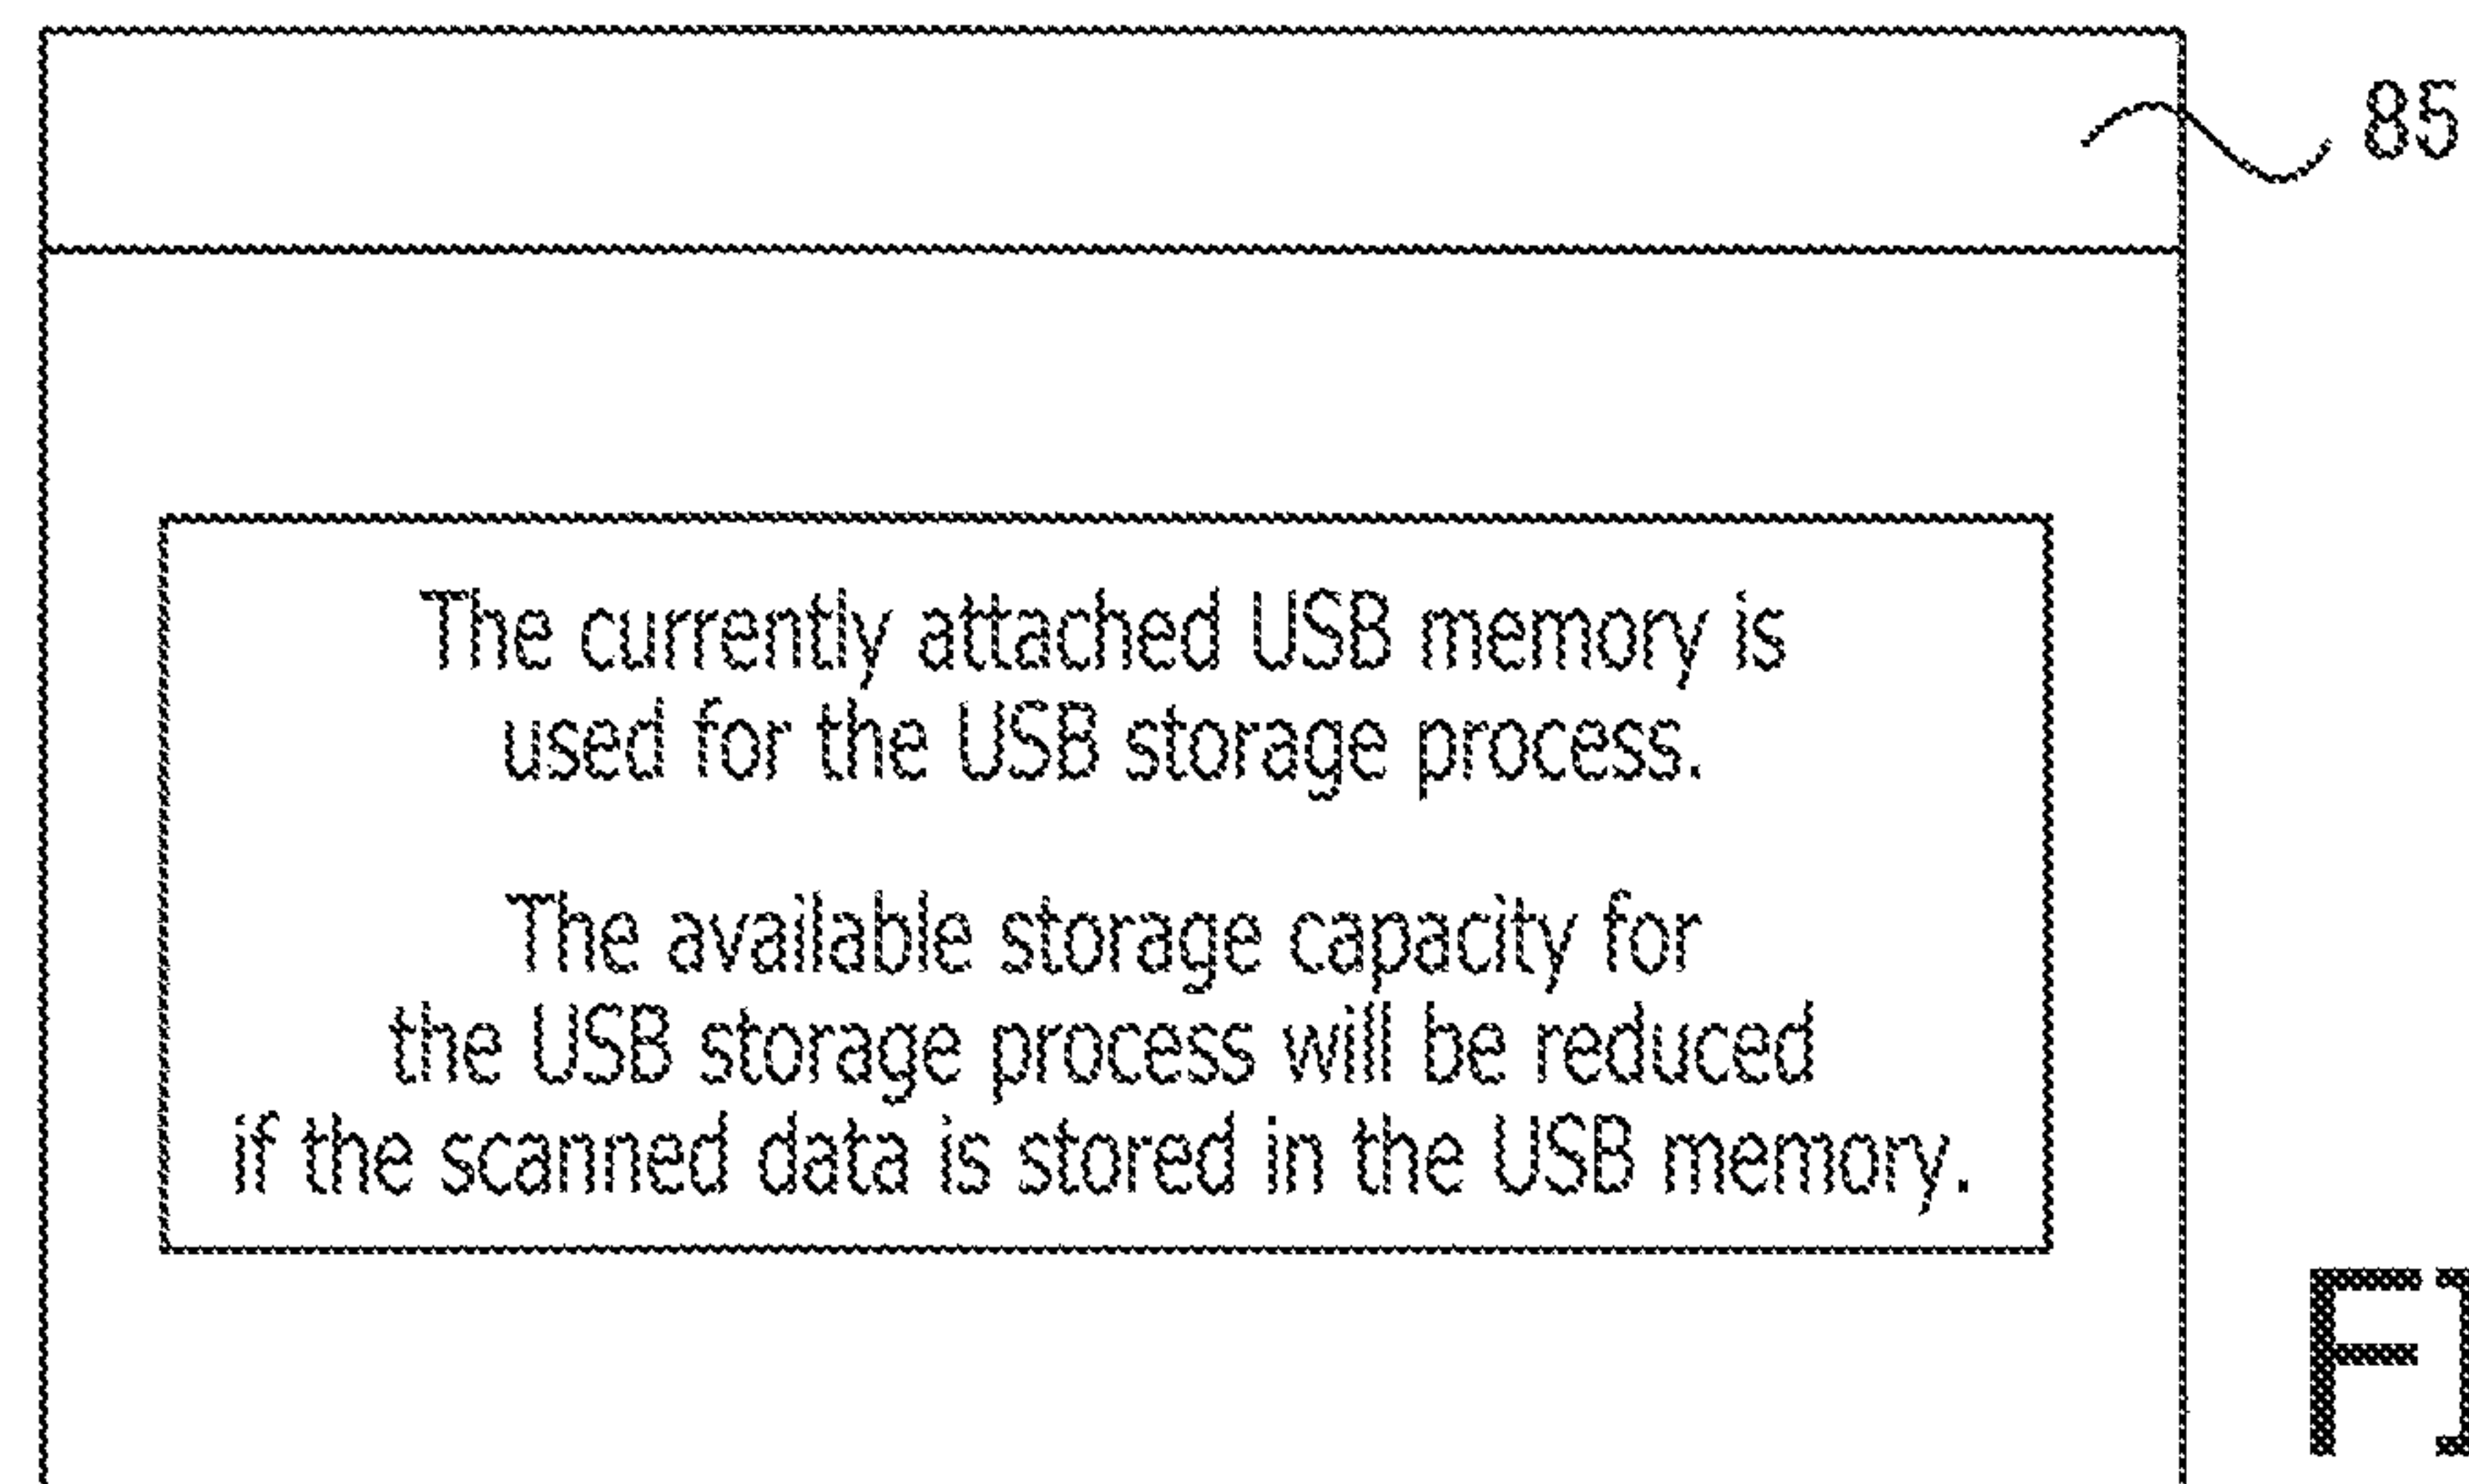 85
The currently attached USB memory is
used for the USB storage process.
The available storage capacity for
the USB storage process will be reduced
if the scanned data is stored in the USB memory.